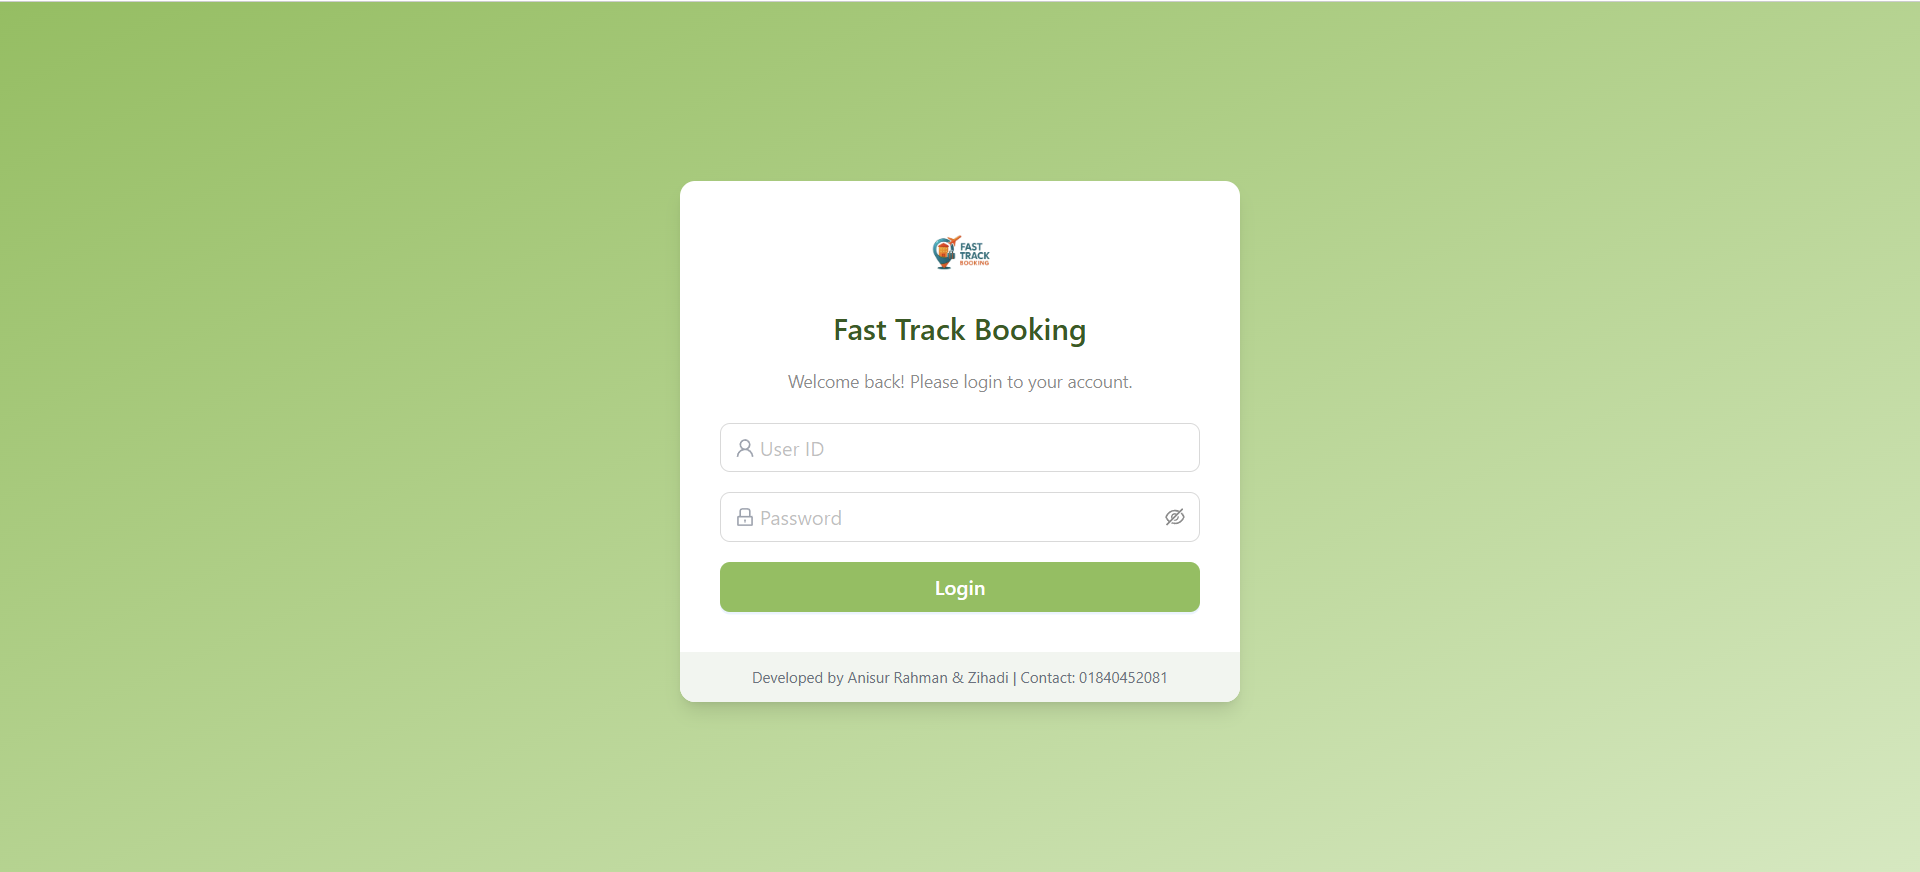 FAST
TRACK
BOOKING
Fast Track Booking
Welcome back! Please login to your account.
User ID
Password
Login
Developed by Anisur Rahman & Zihadi | Contact: 01840452081